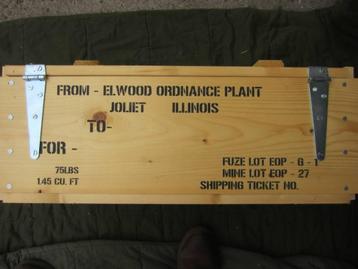 FROM - ELWOOD ORDNANCE PLANT
JOLIET ILLINOIS
TO-
FOR -
75LBS
1.45 CU. FT
FUZE LOT EOP - G - 1
MINE LOT EOP - 27
SHIPPING TICKET NO.